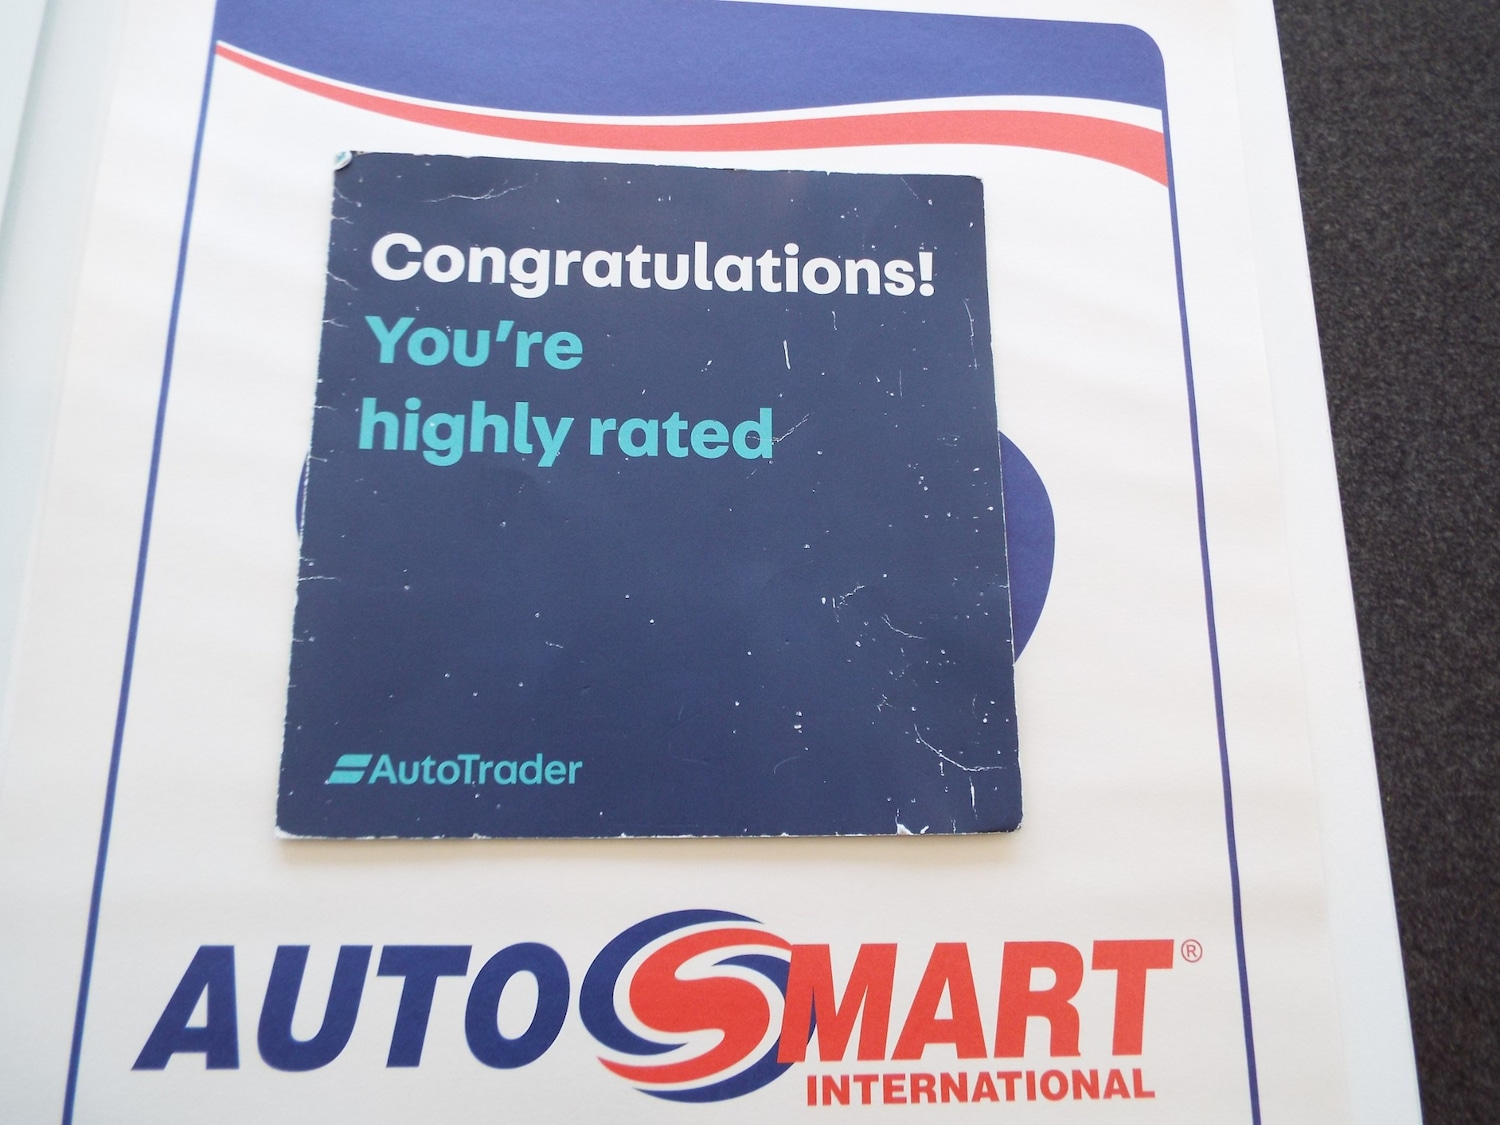 Congratulations!
You're
highly rated
AutoTrader
AUTOSMART®
INTERNATIONAL